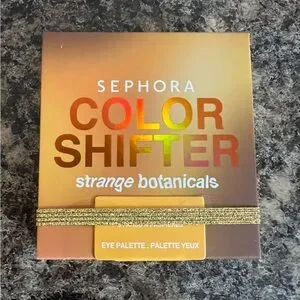 SEPHORA
COLOR
SHIFTER
strange botanicals
EYE PALETTE . PALETTE YEUX